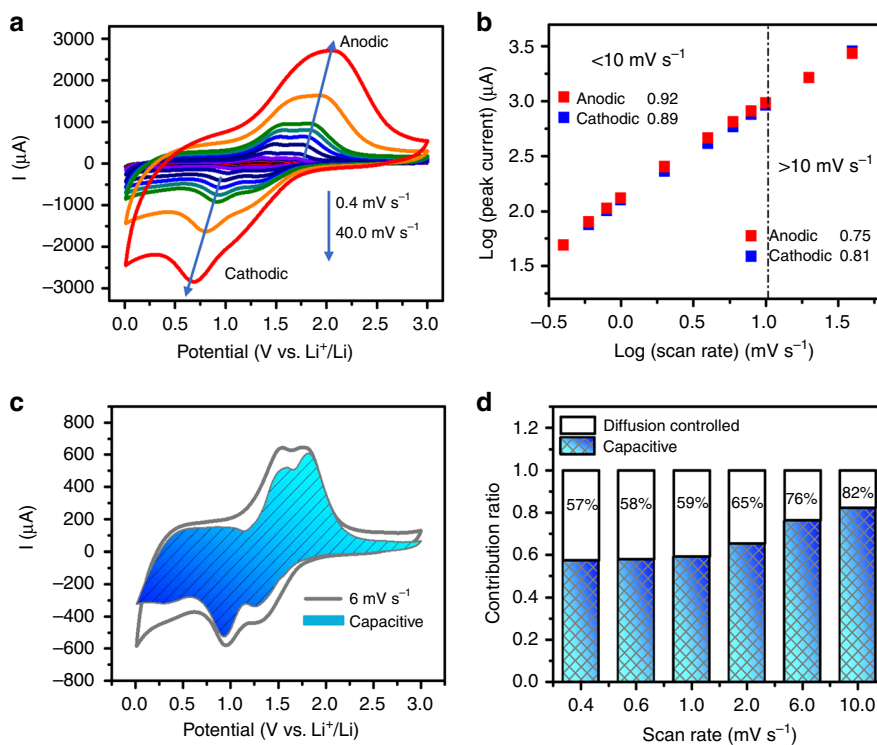 a
3000
2000
1000
0
−1000
−2000
−3000
I (μA)
Anodic
Cathodic
0.4 mV s⁻¹
40.0 mV s⁻¹
0.0 0.5 1.0 1.5 2.0 2.5 3.0
Potential (V vs. Li⁺/Li)
b
3.5
3.0
2.5
2.0
1.5
Log (peak current) (μA)
<10 mV s⁻¹
Anodic 0.92
Cathodic 0.89
>10 mV s⁻¹
Anodic 0.75
Cathodic 0.81
−0.5 0.0 0.5 1.0 1.5
Log (scan rate) (mV s⁻¹)
c
800
600
400
200
0
−200
−400
−600
−800
I (μA)
6 mV s⁻¹
Capacitive
0.0 0.5 1.0 1.5 2.0 2.5 3.0
Potential (V vs. Li⁺/Li)
d
Diffusion controlled
Capacitive
1.2
1.0
0.8
0.6
0.4
0.2
0.0
Contribution ratio
57% 58% 59% 65% 76% 82%
0.4 0.6 1.0 2.0 6.0 10.0
Scan rate (mV s⁻¹)